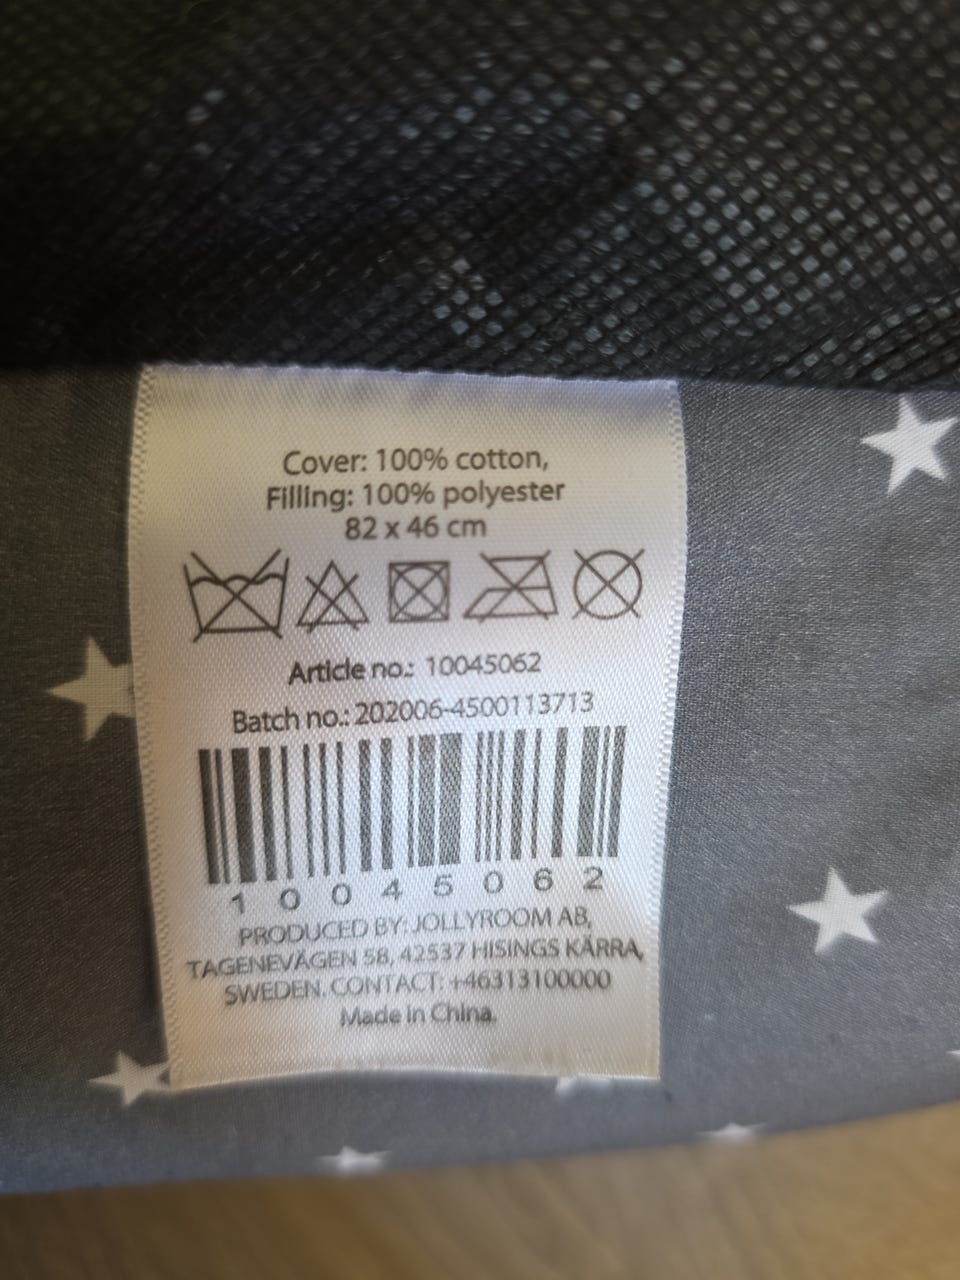 Cover: 100% cotton,
Filling: 100% polyester
82 x 46 cm
Article no.: 10045062
Batch no.: 202006-4500113713
10045062
PRODUCED BY: JOLLYROOM AB,
TAGENEVÄGEN 58, 42537 HISINGS KÄRRA,
SWEDEN. CONTACT: +46313100000
Made in China.